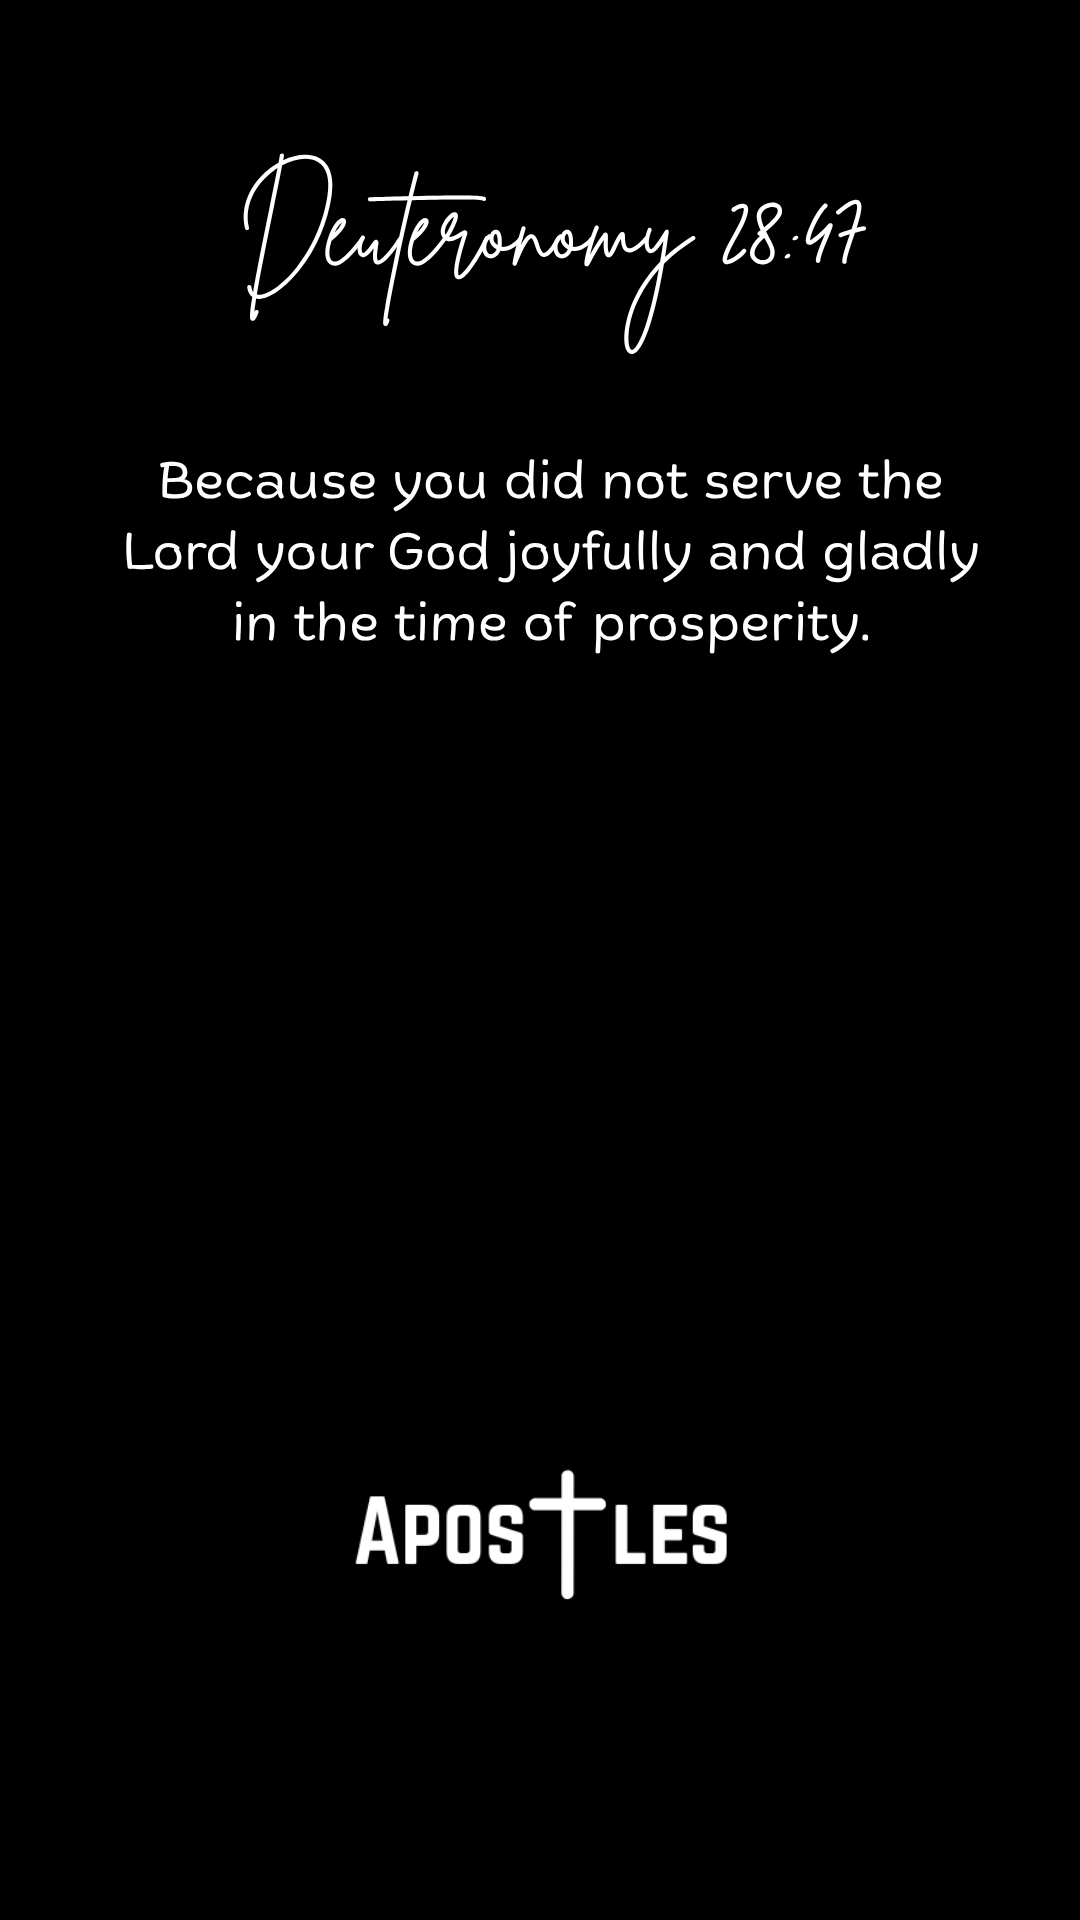 Deuteronomy 28:47
Because you did not serve the
Lord your God joyfully and gladly
in the time of prosperity.
APOSTLES